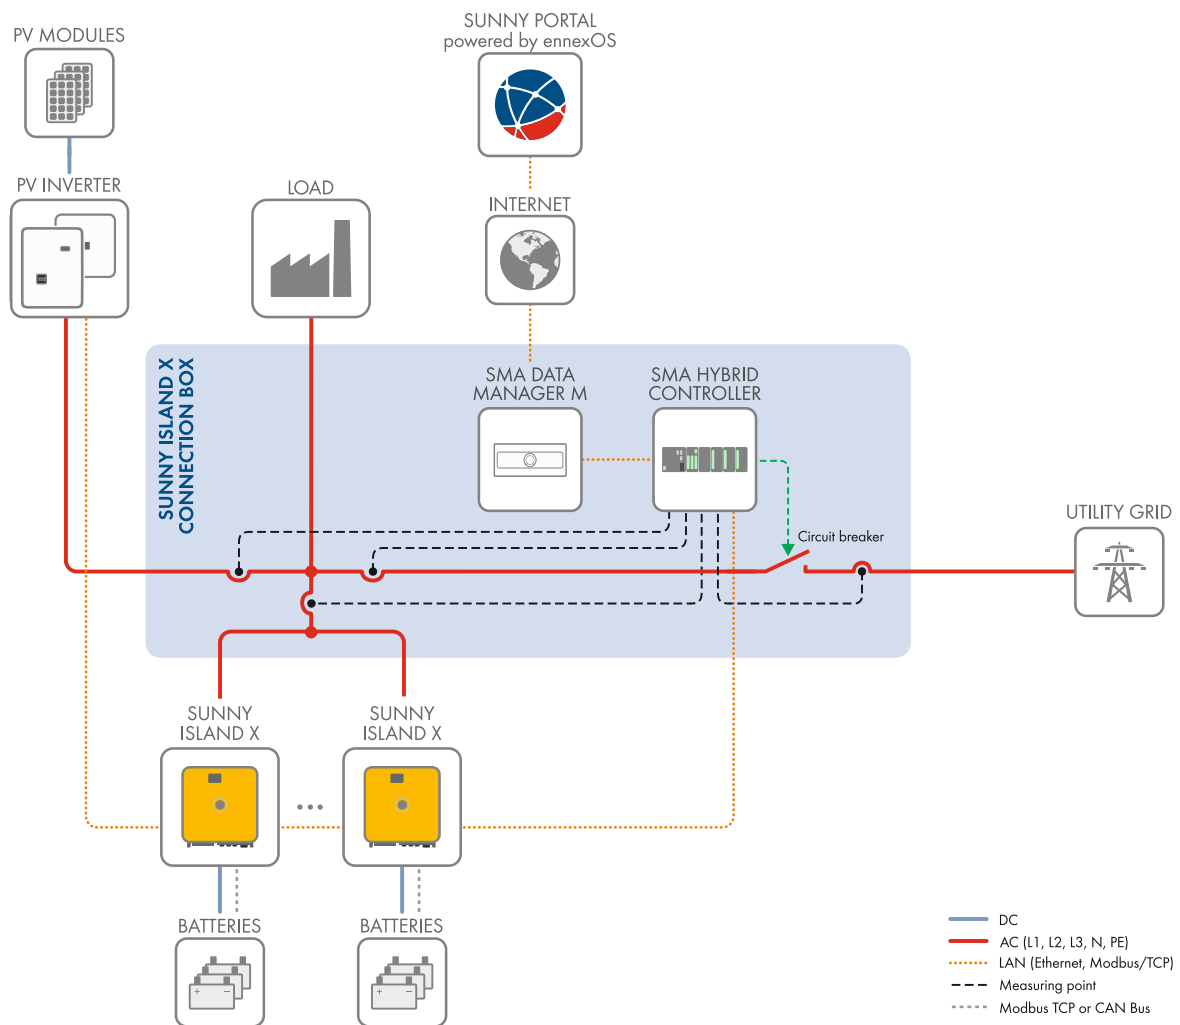 PV MODULES
SUNNY PORTAL
powered by ennexOS
PV INVERTER
LOAD
INTERNET
SUNNY ISLAND X
CONNECTION BOX
SMA DATA
MANAGER M
SMA HYBRID
CONTROLLER
Circuit breaker
UTILITY GRID
SUNNY
ISLAND X
SUNNY
ISLAND X
BATTERIES
BATTERIES
DC
AC (L1, L2, L3, N, PE)
LAN (Ethernet, Modbus/TCP)
Measuring point
Modbus TCP or CAN Bus